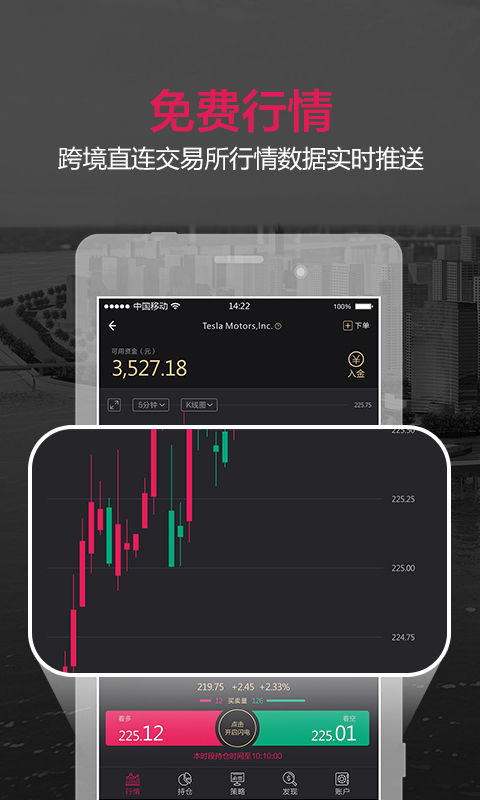 免费行情
跨境直连交易所行情数据实时推送
中国移动 14:22 100%
Tesla Motors,Inc. ? 下单
可用资金（元）
3,527.18
¥
入金
5分钟 K线图 225.75
225.50
225.25
225.00
224.75
219.75 +2.45 +2.33%
12 买卖量 126
看多 点击 看空
225.12 开启闪电 225.01
本时段持仓时间至10:10:00
行情 持仓 策略 发现 账户